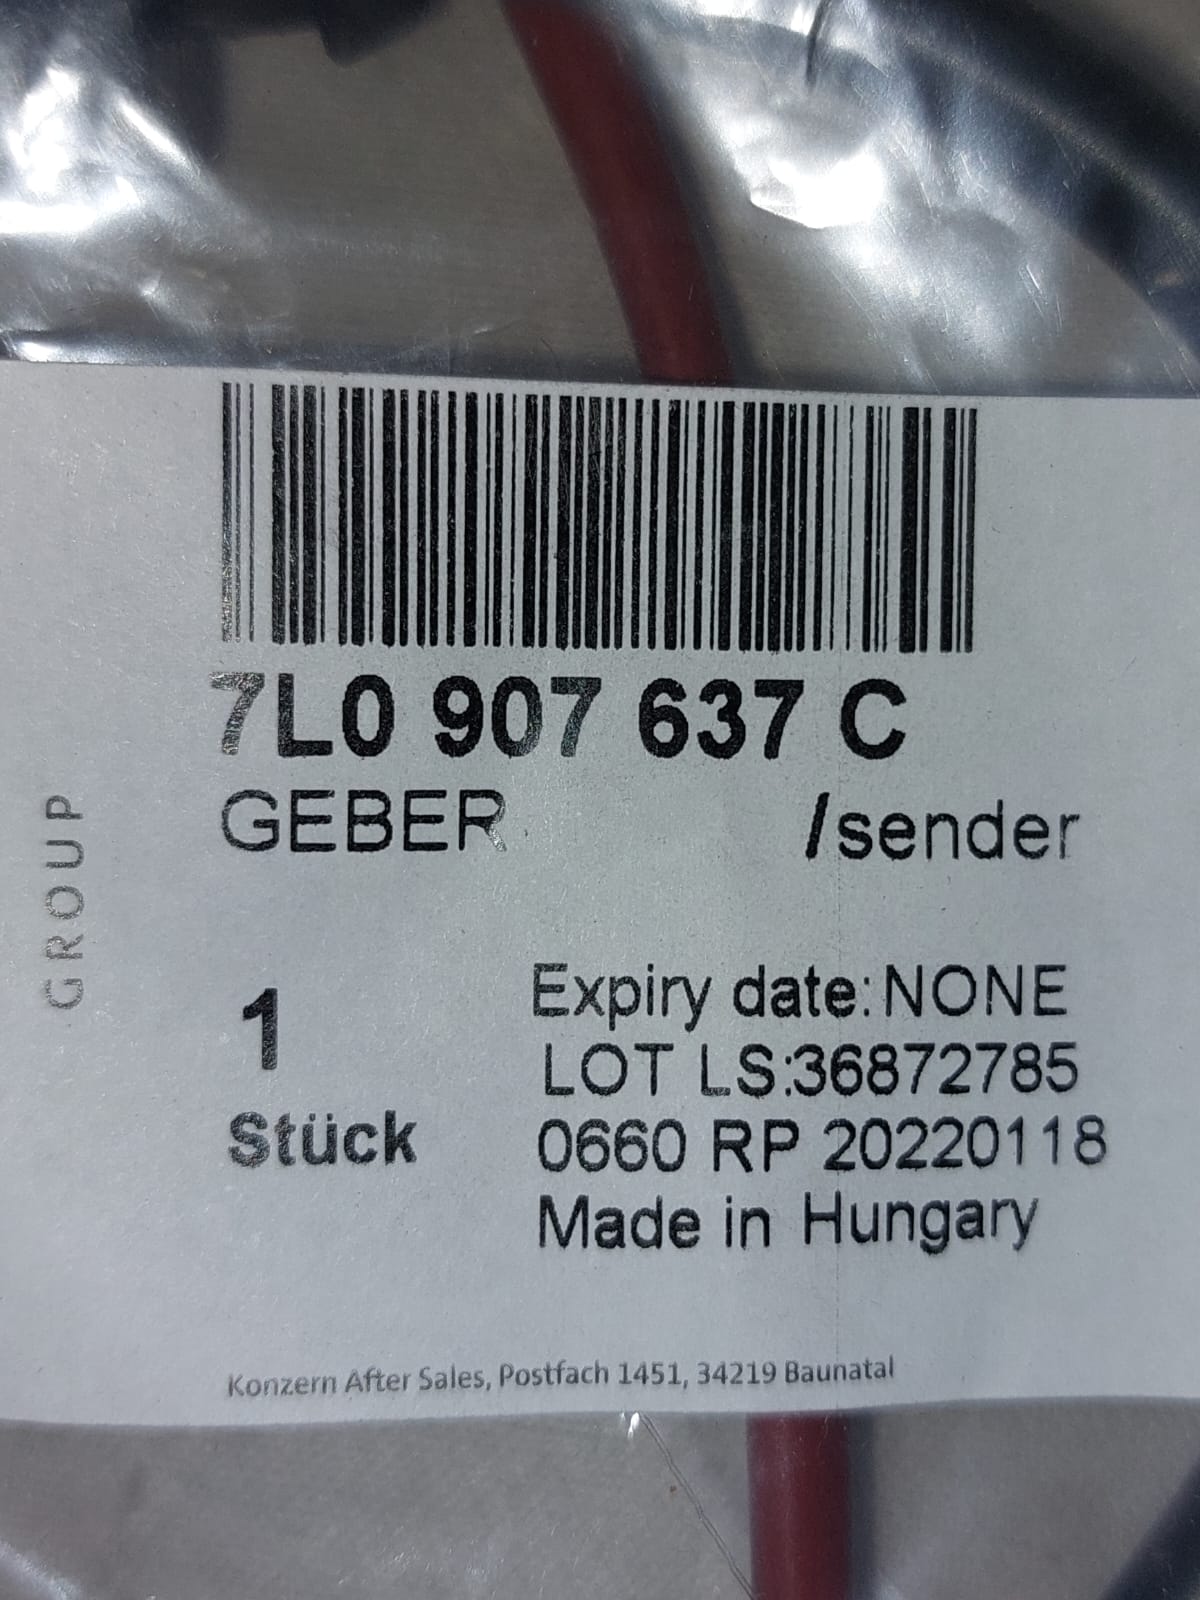 7L0 907 637 C
GEBER /sender
GROUP
1
Stück
Expiry date:NONE
LOT LS:36872785
0660 RP 20220118
Made in Hungary
Konzern After Sales, Postfach 1451, 34219 Baunatal